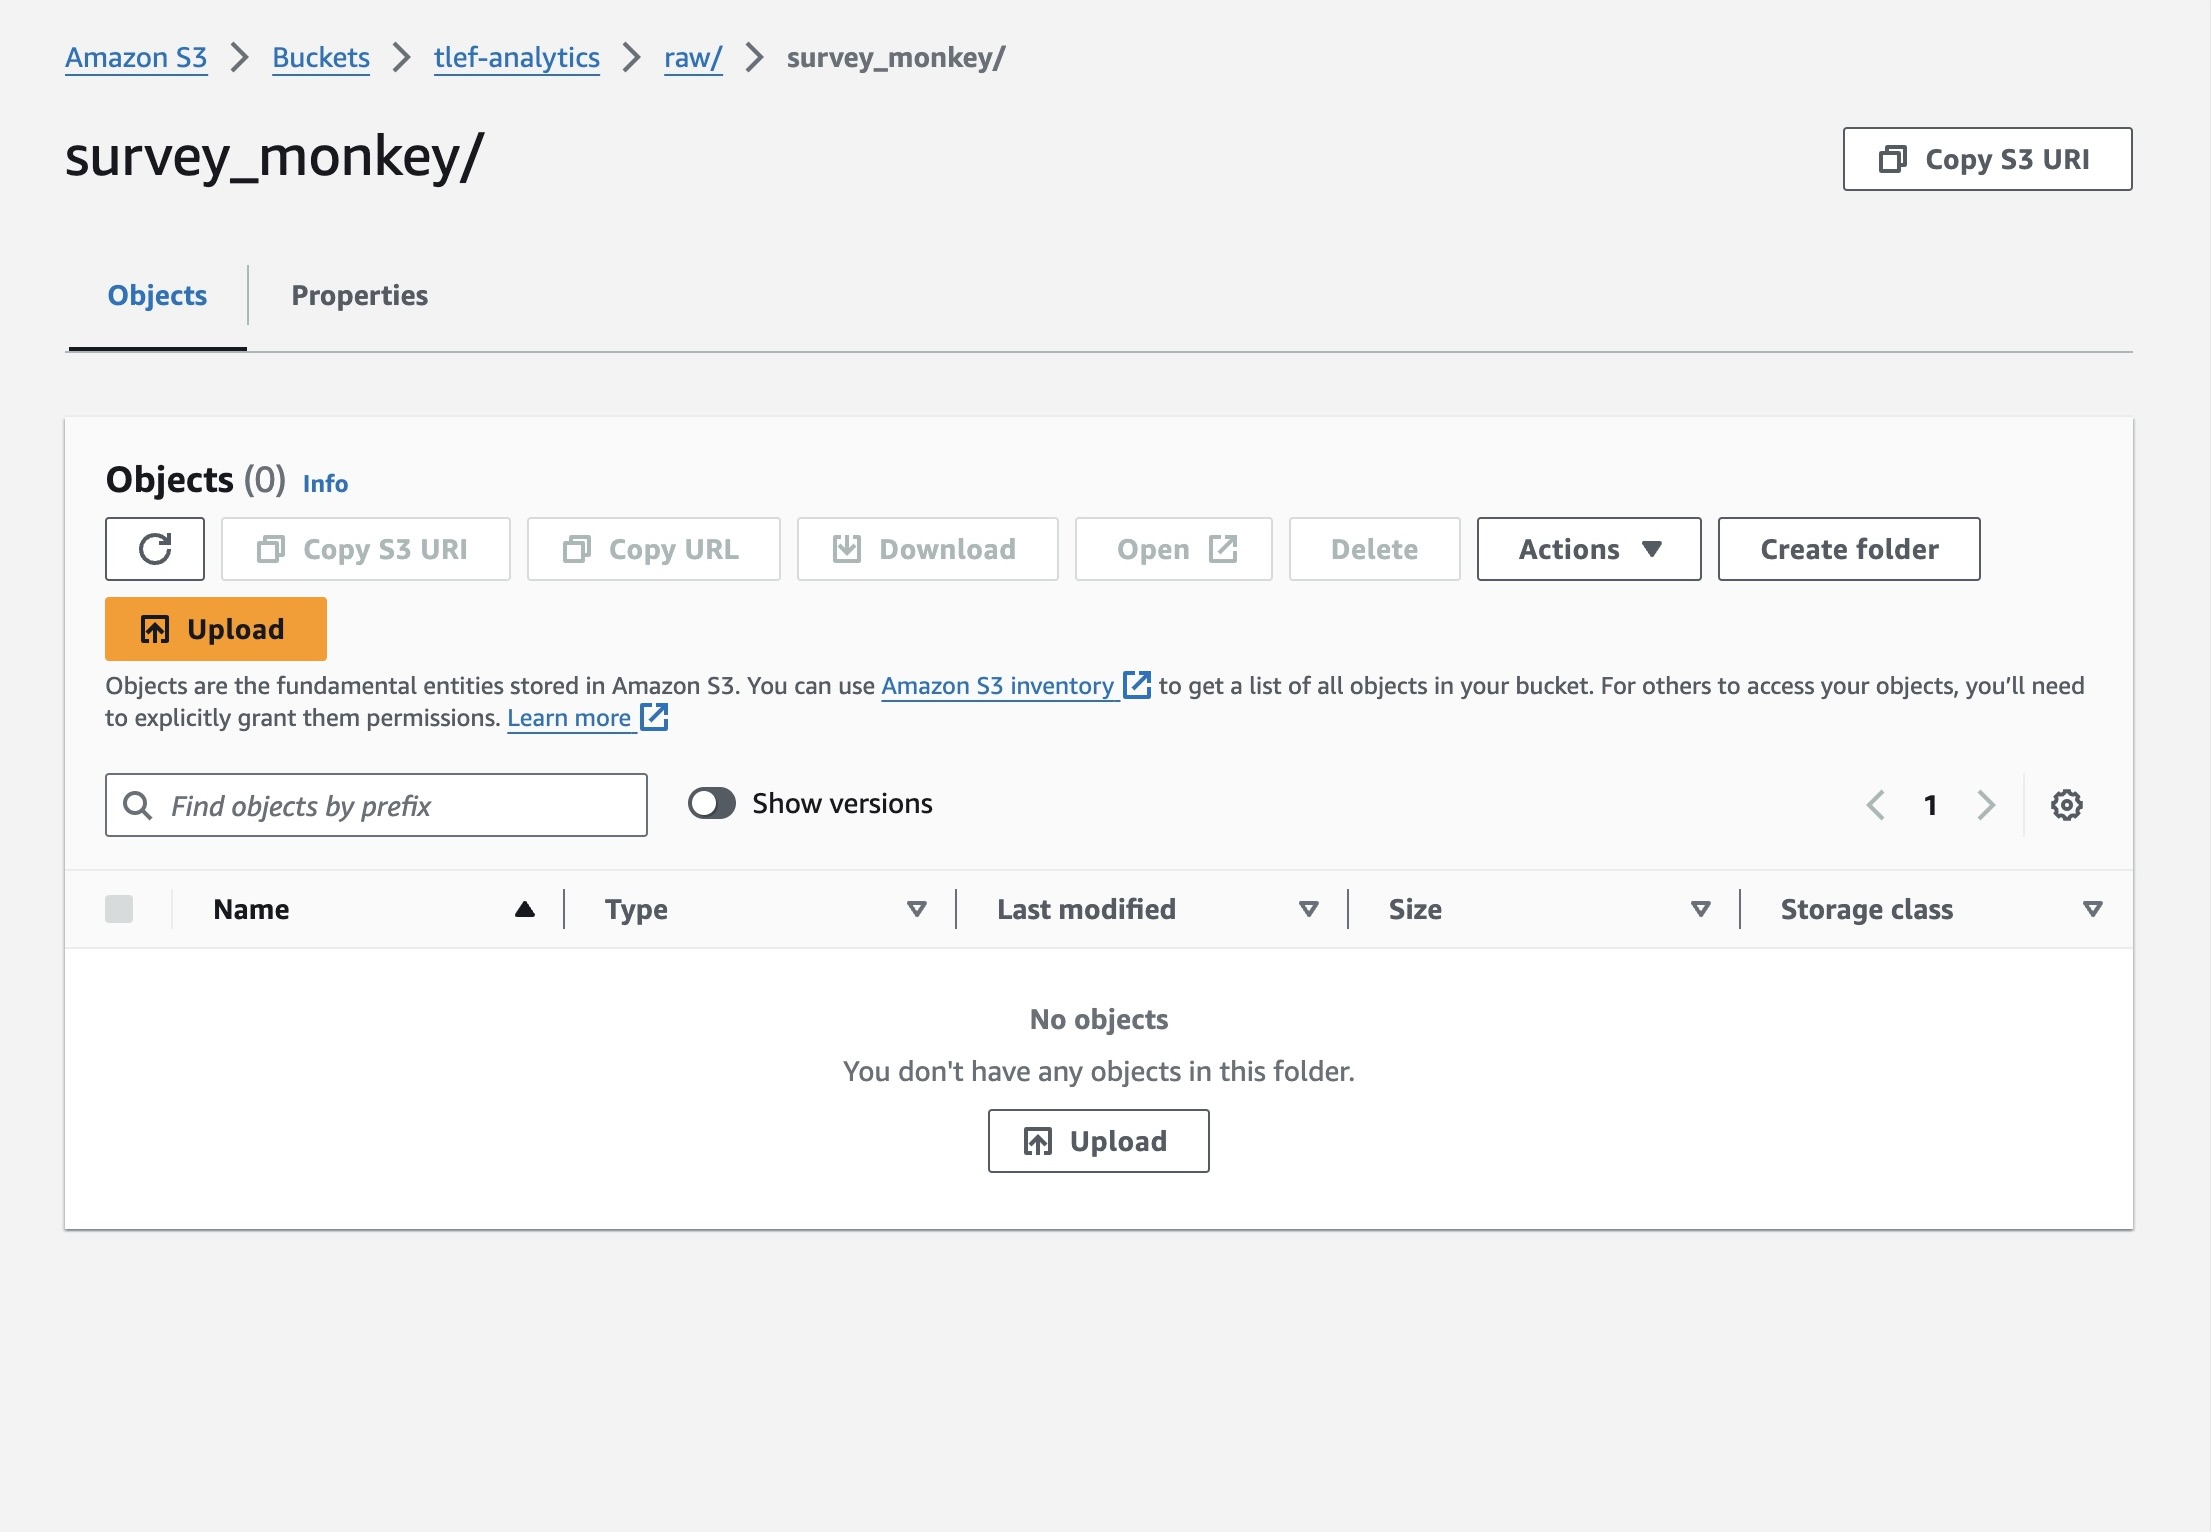 Amazon S3 > Buckets > tlef-analytics > raw/ > survey_monkey/
survey_monkey/
Copy S3 URI
Objects
Properties
Objects (0) Info
Copy S3 URI
Copy URL
Download
Open
Delete
Actions
Create folder
Upload
Objects are the fundamental entities stored in Amazon S3. You can use Amazon S3 inventory to get a list of all objects in your bucket. For others to access your objects, you’ll need
to explicitly grant them permissions. Learn more
Find objects by prefix
Show versions
1
Name
Type
Last modified
Size
Storage class
No objects
You don't have any objects in this folder.
Upload